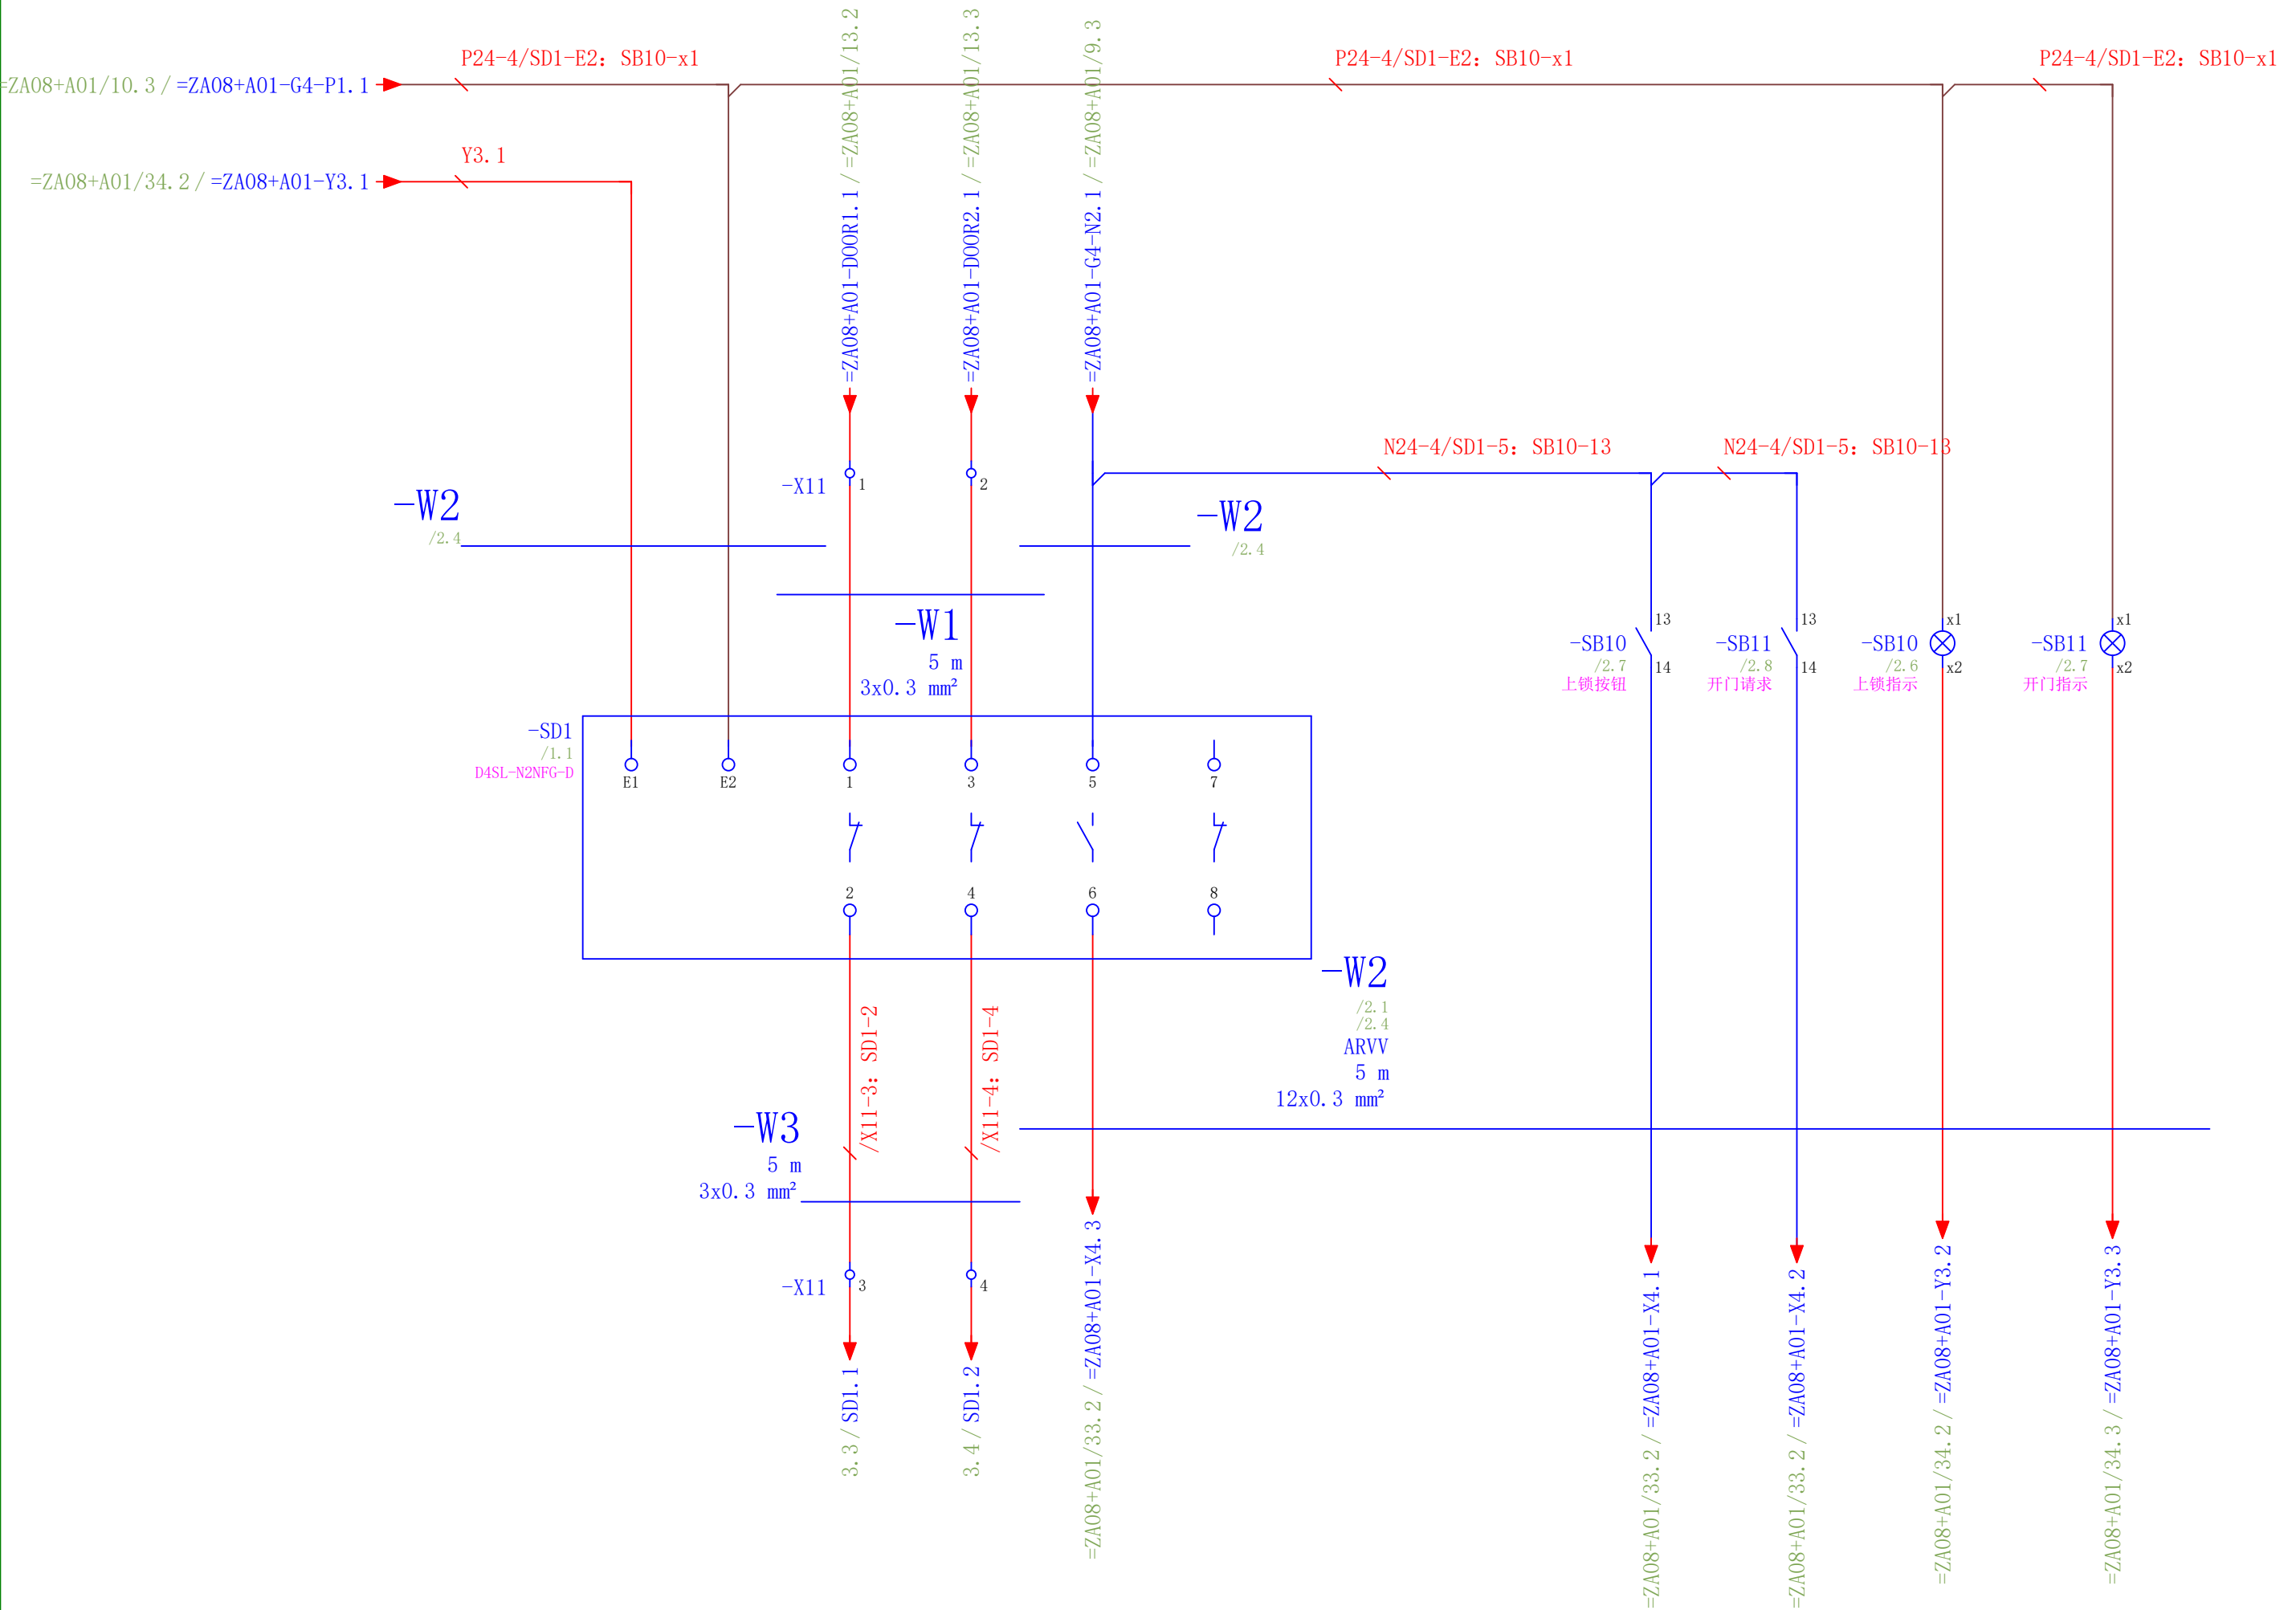 P24-4/SD1-E2: SB10-x1
P24-4/SD1-E2: SB10-x1
P24-4/SD1-E2: SB10-x1
=ZA08+A01/10.3 / =ZA08+A01-G4-P1.1
Y3.1
=ZA08+A01/34.2 / =ZA08+A01-Y3.1
=ZA08+A01-DOOR1.1 / =ZA08+A01/13.2
=ZA08+A01-DOOR2.1 / =ZA08+A01/13.3
=ZA08+A01-G4-N2.1 / =ZA08+A01/9.3
N24-4/SD1-5: SB10-13
N24-4/SD1-5: SB10-13
-X11
1
2
-W2
/2.4
-W2
/2.4
-W1
5 m
3x0.3 mm²
-SB10
/2.7
上锁按钮
13
14
-SB11
/2.8
开门请求
13
14
-SB10
/2.6
上锁指示
x1
x2
-SB11
/2.7
开门指示
x1
x2
-SD1
/1.1
D4SL-N2NFG-D
E1
E2
1
3
5
7
2
4
6
8
-W2
/2.1
/2.4
ARVV
5 m
12x0.3 mm²
/X11-3: SD1-2
/X11-4: SD1-4
-W3
5 m
3x0.3 mm²
-X11
3
4
3.3 / SD1.1
3.4 / SD1.2
=ZA08+A01/33.2 / =ZA08+A01-X4.3
=ZA08+A01/33.2 / =ZA08+A01-X4.1
=ZA08+A01/33.2 / =ZA08+A01-X4.2
=ZA08+A01/34.2 / =ZA08+A01-Y3.2
=ZA08+A01/34.3 / =ZA08+A01-Y3.3